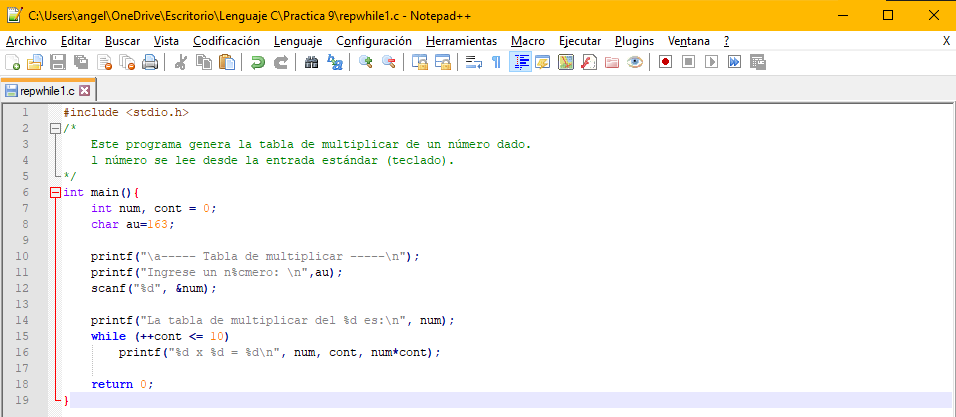 C:\Users\angel\OneDrive\Escritorio\Lenguaje C\Practica 9\repwhile1.c - Notepad++
Archivo Editar Buscar Vista Codificación Lenguaje Configuración Herramientas Macro Ejecutar Plugins Ventana ? X
repwhile1.c
1 #include <stdio.h>
2 /*
3 Este programa genera la tabla de multiplicar de un número dado.
4 l número se lee desde la entrada estándar (teclado).
5 */
6 int main(){
7 int num, cont = 0;
8 char au=163;
9
10 printf("\a----- Tabla de multiplicar -----\n");
11 printf("Ingrese un n%cmero: \n",au);
12 scanf("%d", &num);
13
14 printf("La tabla de multiplicar del %d es:\n", num);
15 while (++cont <= 10)
16 printf("%d x %d = %d\n", num, cont, num*cont);
17
18 return 0;
19 }